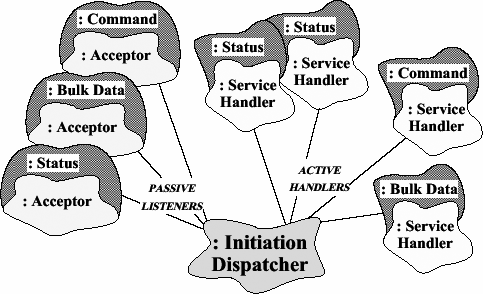 : Command
: Acceptor
: Bulk Data
: Acceptor
: Status
: Acceptor
: Status
: Service
Handler
: Status
: Service
Handler
: Command
: Service
Handler
: Bulk Data
: Service
Handler
PASSIVE
LISTENERS
ACTIVE
HANDLERS
: Initiation
Dispatcher